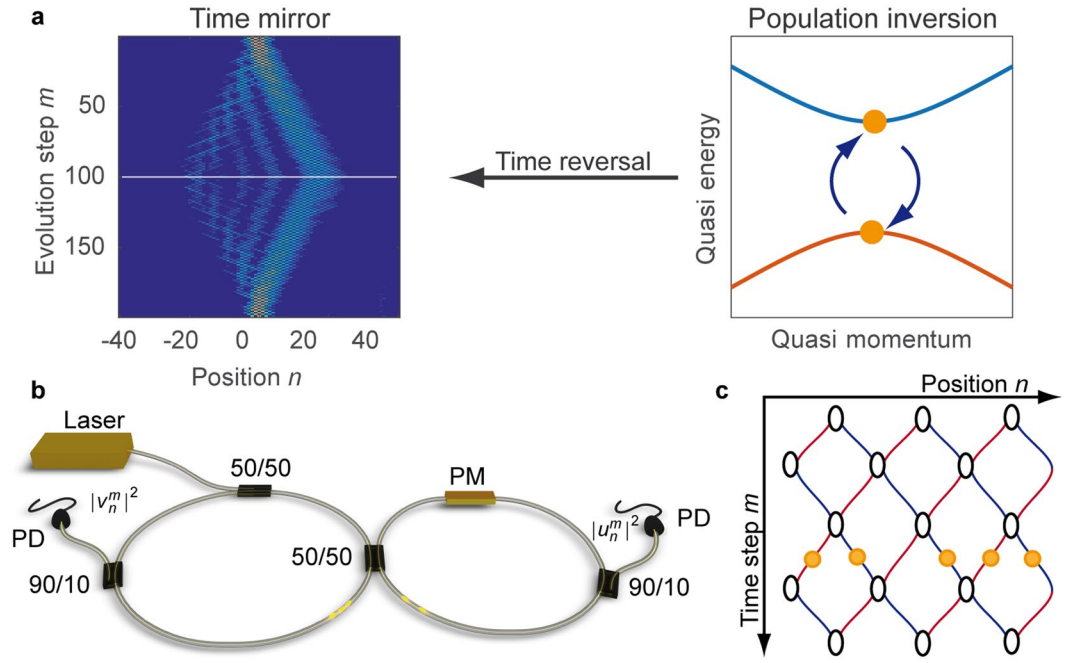 a
Time mirror
Population inversion
Evolution step m
50
100
150
-40 -20 0 20 40
Position n
Time reversal
Quasi energy
Quasi momentum
b
Laser
50/50
PM
|v_n^m|^2
PD
90/10
50/50
|u_n^m|^2
PD
90/10
c
Position n
Time step m